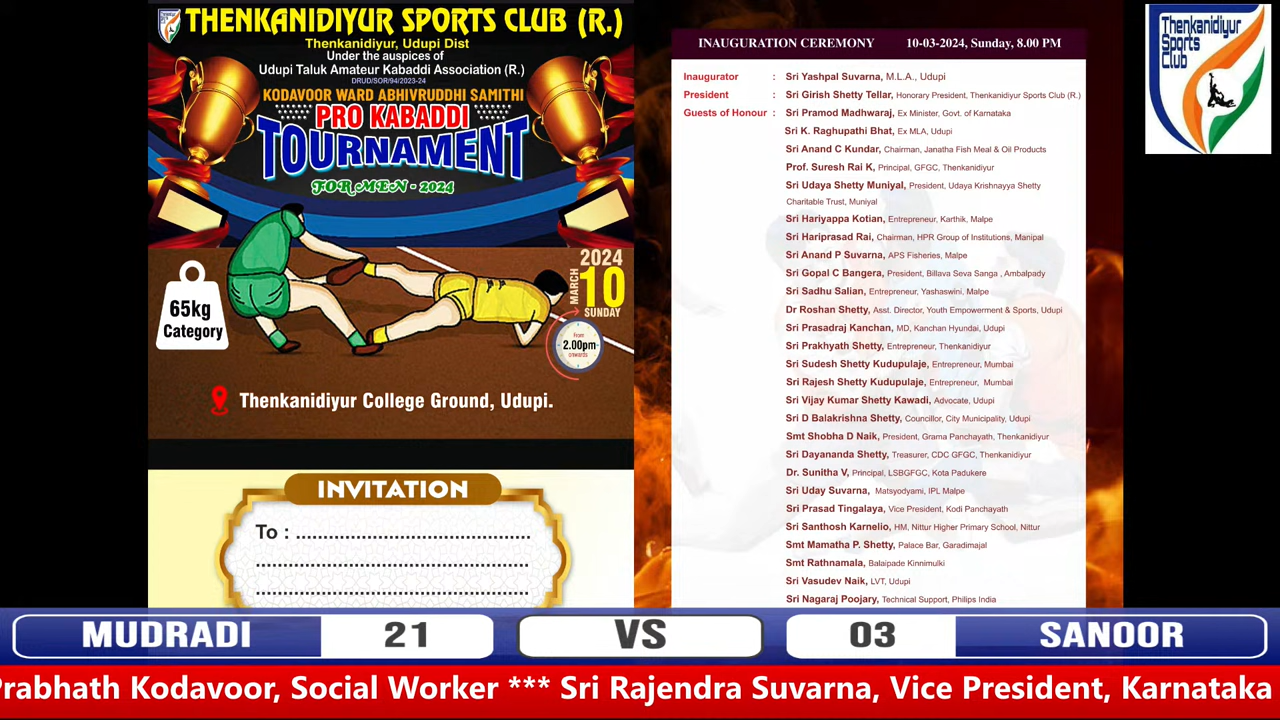 THENKANIDIYUR SPORTS CLUB (R.)
Thenkanidiyur, Udupi Dist
Under the auspices of
Udupi Taluk Amateur Kabaddi Association (R.)
DRUD/SOR/94/2023-24
KODAVOOR WARD ABHIVRUDDHI SAMITHI
PRO KABADDI
TOURNAMENT
FOR MEN - 2024
65kg
Category
2024
MARCH
10
SUNDAY
From
2.00pm
onwards
Thenkanidiyur College Ground, Udupi.
INVITATION
To : ........................................
..............................................
..............................................
INAUGURATION CEREMONY 10-03-2024, Sunday, 8.00 PM
Inaugurator : Sri Yashpal Suvarna, M.L.A., Udupi
President : Sri Girish Shetty Tellar, Honorary President, Thenkanidiyur Sports Club (R.)
Guests of Honour : Sri Pramod Madhwaraj, Ex Minister, Govt. of Karnataka
Sri K. Raghupathi Bhat, Ex MLA, Udupi
Sri Anand C Kundar, Chairman, Janatha Fish Meal & Oil Products
Prof. Suresh Rai K, Principal, GFGC, Thenkanidiyur
Sri Udaya Shetty Muniyal, President, Udaya Krishnayya Shetty
Charitable Trust, Muniyal
Sri Hariyappa Kotian, Entrepreneur, Karthik, Malpe
Sri Hariprasad Rai, Chairman, HPR Group of Institutions, Manipal
Sri Anand P Suvarna, APS Fisheries, Malpe
Sri Gopal C Bangera, President, Billava Seva Sanga , Ambalpady
Sri Sadhu Salian, Entrepreneur, Yashaswini, Malpe
Dr Roshan Shetty, Asst. Director, Youth Empowerment & Sports, Udupi
Sri Prasadraj Kanchan, MD, Kanchan Hyundai, Udupi
Sri Prakhyath Shetty, Entrepreneur, Thenkanidiyur
Sri Sudesh Shetty Kudupulaje, Entrepreneur, Mumbai
Sri Rajesh Shetty Kudupulaje, Entrepreneur, Mumbai
Sri Vijay Kumar Shetty Kawadi, Advocate, Udupi
Sri D Balakrishna Shetty, Councillor, City Municipality, Udupi
Smt Shobha D Naik, President, Grama Panchayath, Thenkanidiyur
Sri Dayananda Shetty, Treasurer, CDC GFGC, Thenkanidiyur
Dr. Sunitha V, Principal, LSBGFGC, Kota Padukere
Sri Uday Suvarna, Matsyodyami, IPL Malpe
Sri Prasad Tingalaya, Vice President, Kodi Panchayath
Sri Santhosh Karnelio, HM, Nittur Higher Primary School, Nittur
Smt Mamatha P. Shetty, Palace Bar, Garadimajal
Smt Rathnamala, Balaipade Kinnimulki
Sri Vasudev Naik, LVT, Udupi
Sri Nagaraj Poojary, Technical Support, Philips India
Thenkanidiyur
Sports
Club
MUDRADI 21 VS 03 SANOOR
Prabhath Kodavoor, Social Worker *** Sri Rajendra Suvarna, Vice President, Karnataka